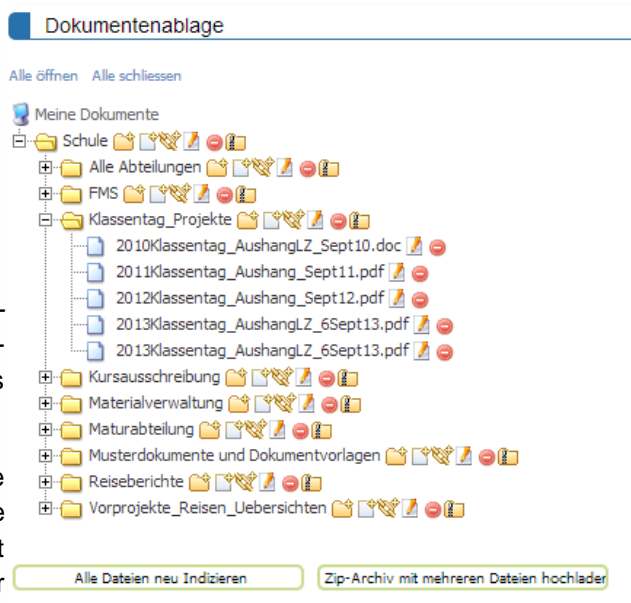 Dokumentenablage
Alle öffnen Alle schliessen
Meine Dokumente
Schule
Alle Abteilungen
FMS
Klassentag_Projekte
2010Klassentag_AushangLZ_Sept10.doc
2011Klassentag_Aushang_Sept11.pdf
2012Klassentag_Aushang_Sept12.pdf
2013Klassentag_AushangLZ_6Sept13.pdf
2013Klassentag_AushangLZ_6Sept13.pdf
Kursausschreibung
Materialverwaltung
Maturabteilung
Musterdokumente und Dokumentvorlagen
Reiseberichte
Vorprojekte_Reisen_Uebersichten
Alle Dateien neu Indizieren Zip-Archiv mit mehreren Dateien hochladen